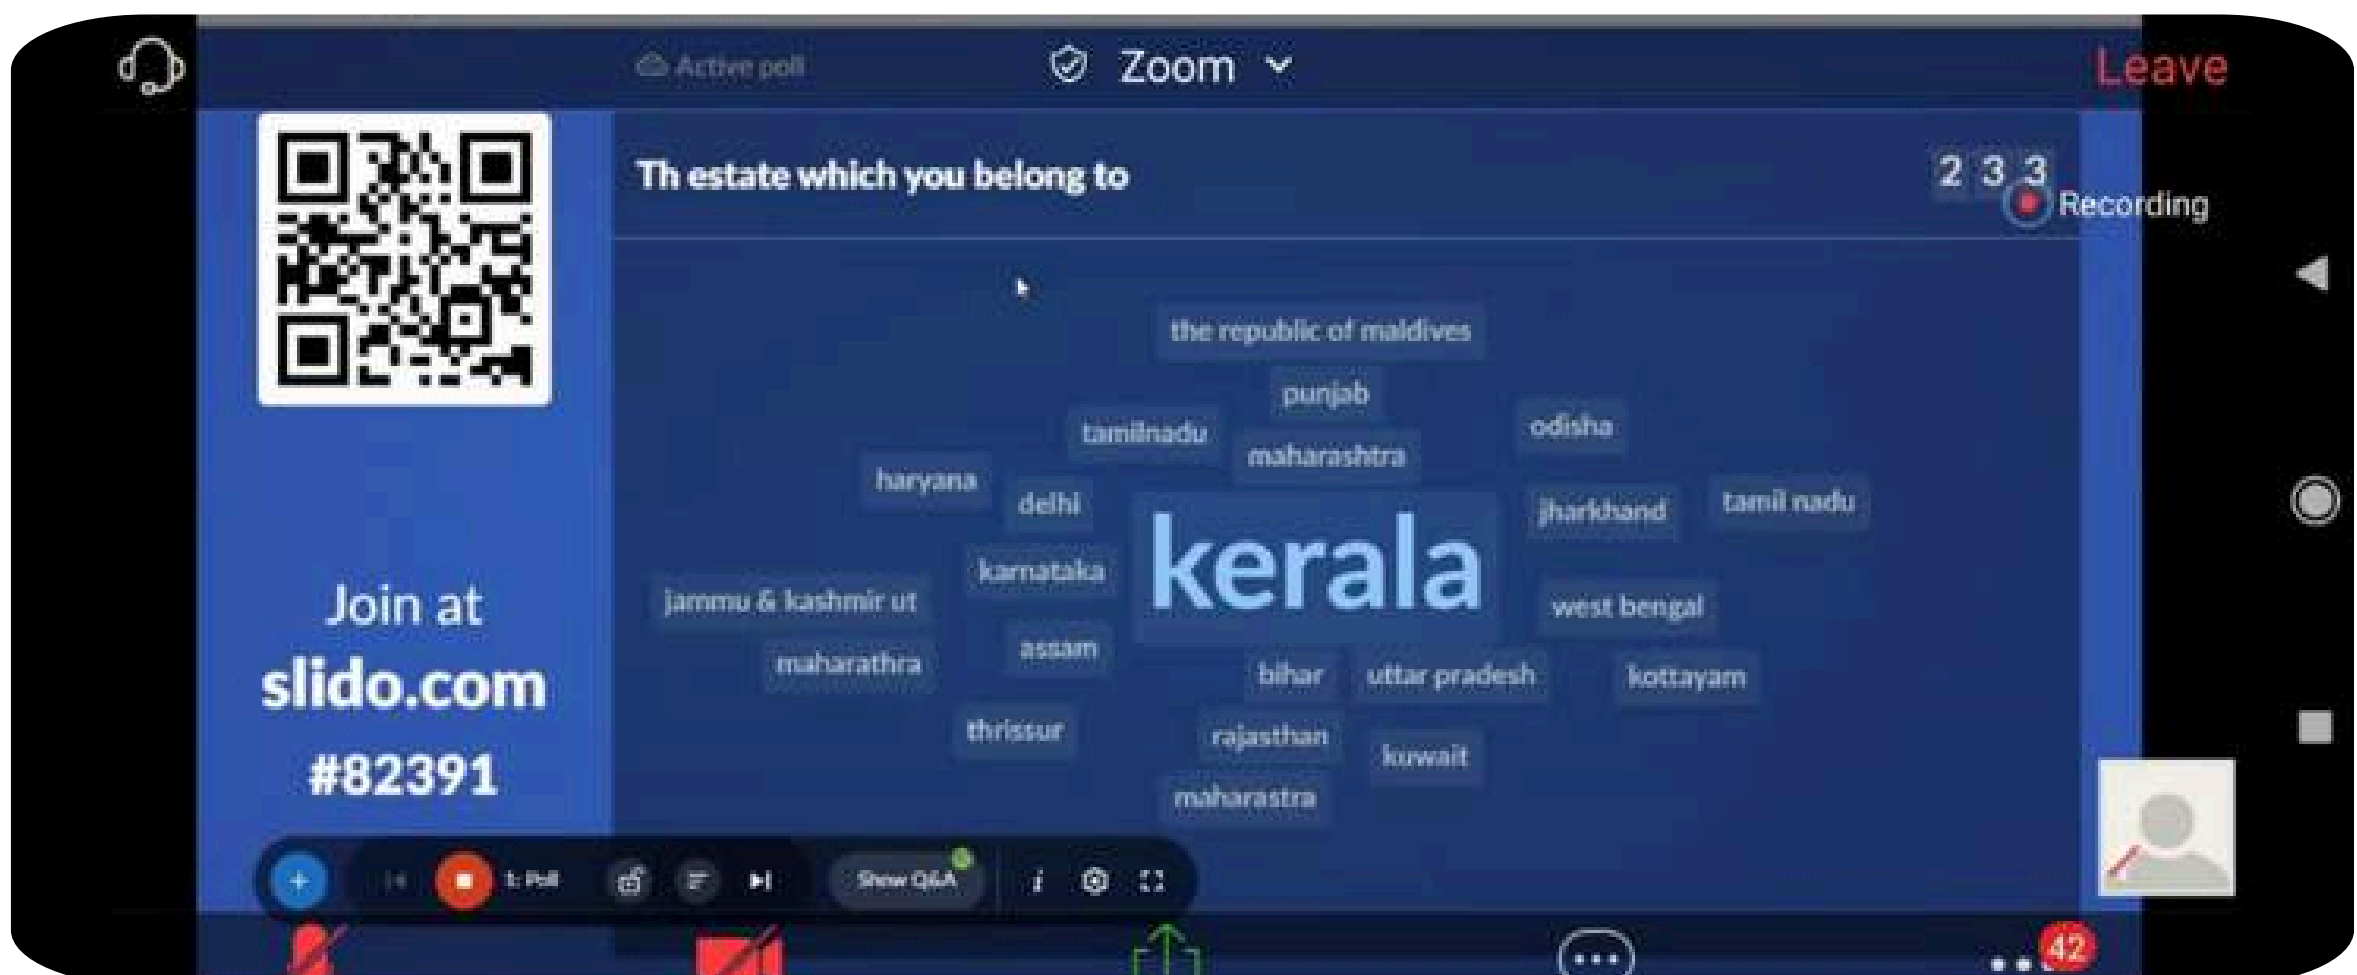 Active poll
Zoom
Leave
Th estate which you belong to
2 3 3
Recording
the republic of maldives
punjab
tamilnadu
odisha
maharashtra
haryana
delhi
jharkhand
tamil nadu
kerala
karnataka
jammu & kashmir ut
west bengal
assam
maharathra
bihar
uttar pradesh
kottayam
thrissur
rajasthan
kuwait
maharastra
Join at
slido.com
#82391
1: Poll
Show Q&A
42